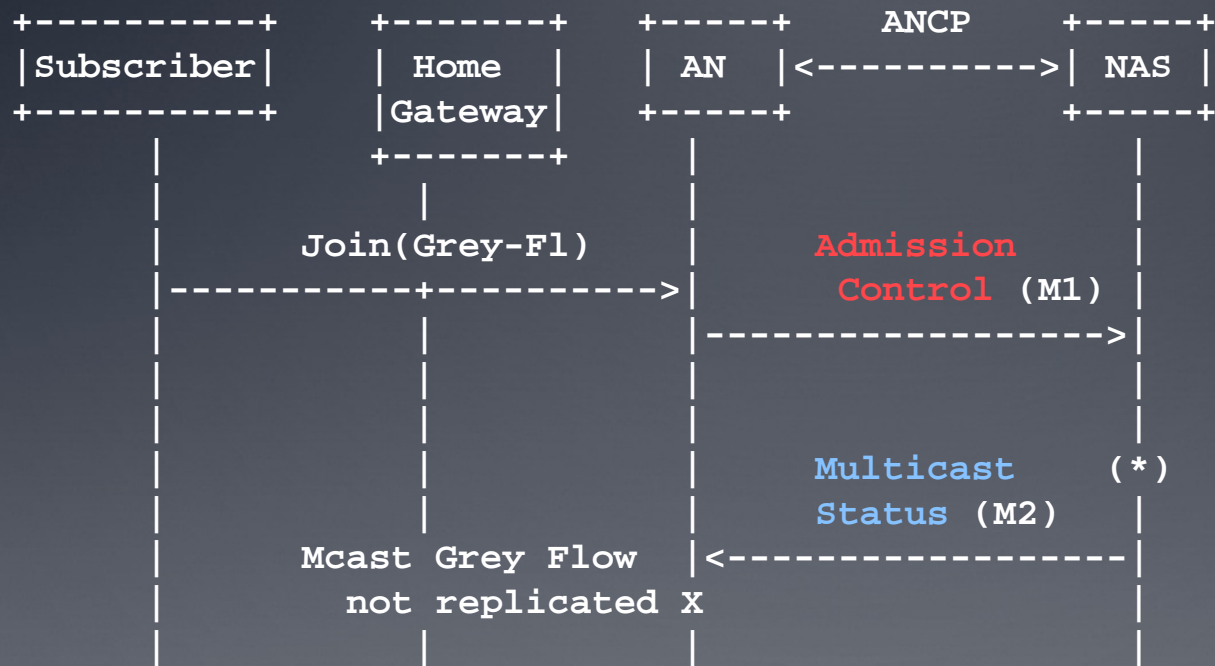 +-----------+ +-------+ +-----+ ANCP +-----+
|Subscriber| | Home | | AN |<---------->| NAS |
+-----------+ |Gateway| +-----+ +-----+
| +-------+ | |
| | | |
| Join(Grey-Fl) | Admission |
|-----------+---------->| Control (M1) |
| | |------------------>|
| | | |
| | | |
| | | Multicast (*)
| | | Status (M2) |
| Mcast Grey Flow |<------------------|
| not replicated X |
| | | |